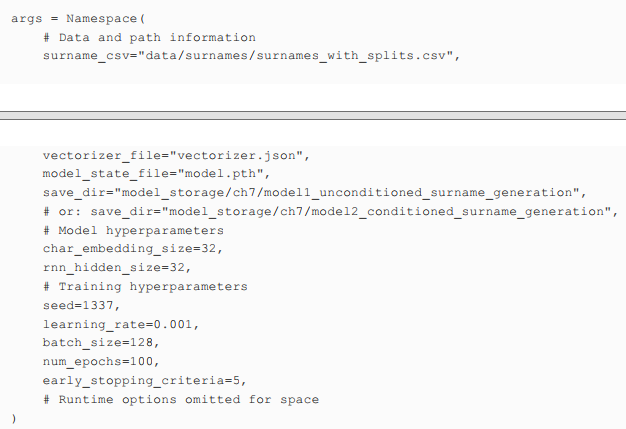 args = Namespace(
    # Data and path information
    surname_csv="data/surnames/surnames_with_splits.csv",
    vectorizer_file="vectorizer.json",
    model_state_file="model.pth",
    save_dir="model_storage/ch7/model1_unconditioned_surname_generation",
    # or: save_dir="model_storage/ch7/model2_conditioned_surname_generation",
    # Model hyperparameters
    char_embedding_size=32,
    rnn_hidden_size=32,
    # Training hyperparameters
    seed=1337,
    learning_rate=0.001,
    batch_size=128,
    num_epochs=100,
    early_stopping_criteria=5,
    # Runtime options omitted for space
)